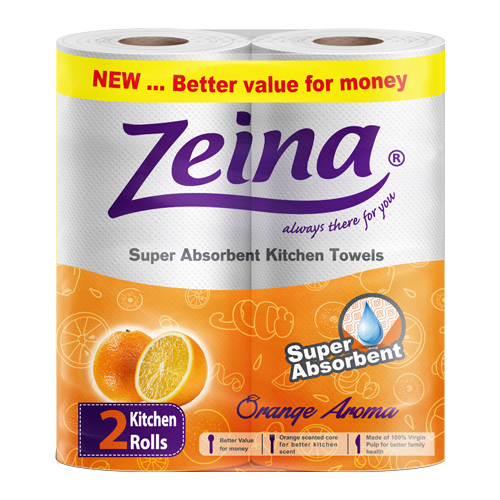 NEW ... Better value for money
Zeina®
always there for you
Super Absorbent Kitchen Towels
Super
Absorbent
Orange Aroma
2 Kitchen
Rolls
Better Value
for money
Orange scented core
for better kitchen
scent
Made of 100% Virgin
Pulp for better family
health